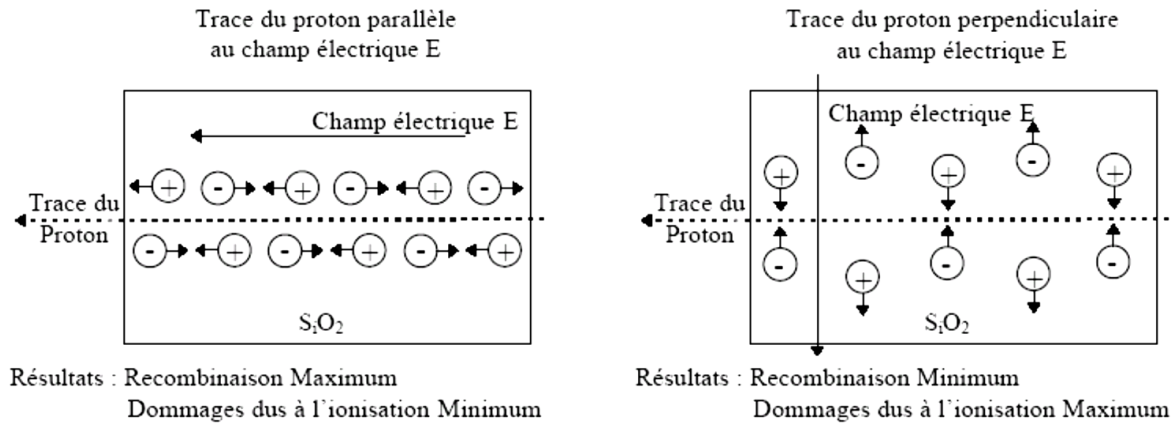 Trace du proton parallèle
au champ électrique E
Champ électrique E
+ - + - + -
Trace du
Proton
- + - + - +
SiO2
Résultats : Recombinaison Maximum
Dommages dus à l'ionisation Minimum
Trace du proton perpendiculaire
au champ électrique E
Champ électrique E
+ - + - +
Trace du
Proton
- + - + -
SiO2
Résultats : Recombinaison Minimum
Dommages dus à l'ionisation Maximum